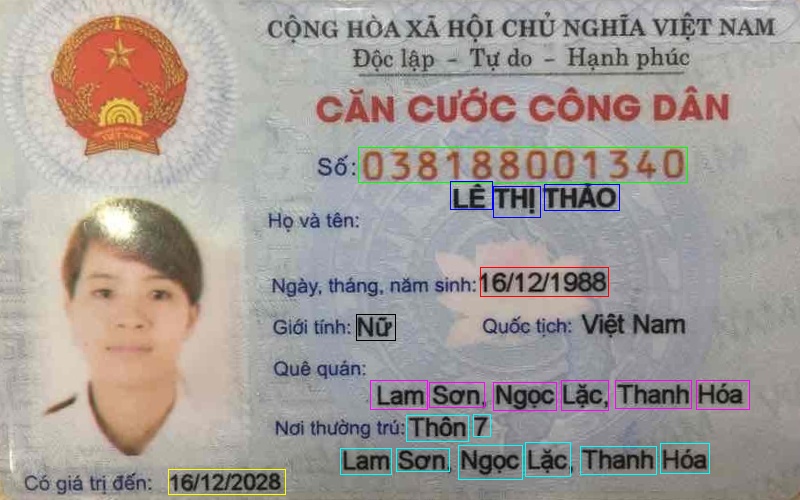 CỘNG HÒA XÃ HỘI CHỦ NGHĨA VIỆT NAM
Độc lập - Tự do - Hạnh phúc
CĂN CƯỚC CÔNG DÂN
Số: 038188001340
LÊ THỊ THẢO
Họ và tên:
Ngày, tháng, năm sinh: 16/12/1988
Giới tính: Nữ Quốc tịch: Việt Nam
Quê quán:
Lam Sơn, Ngọc Lặc, Thanh Hóa
Nơi thường trú: Thôn 7
Lam Sơn, Ngọc Lặc, Thanh Hóa
Có giá trị đến: 16/12/2028